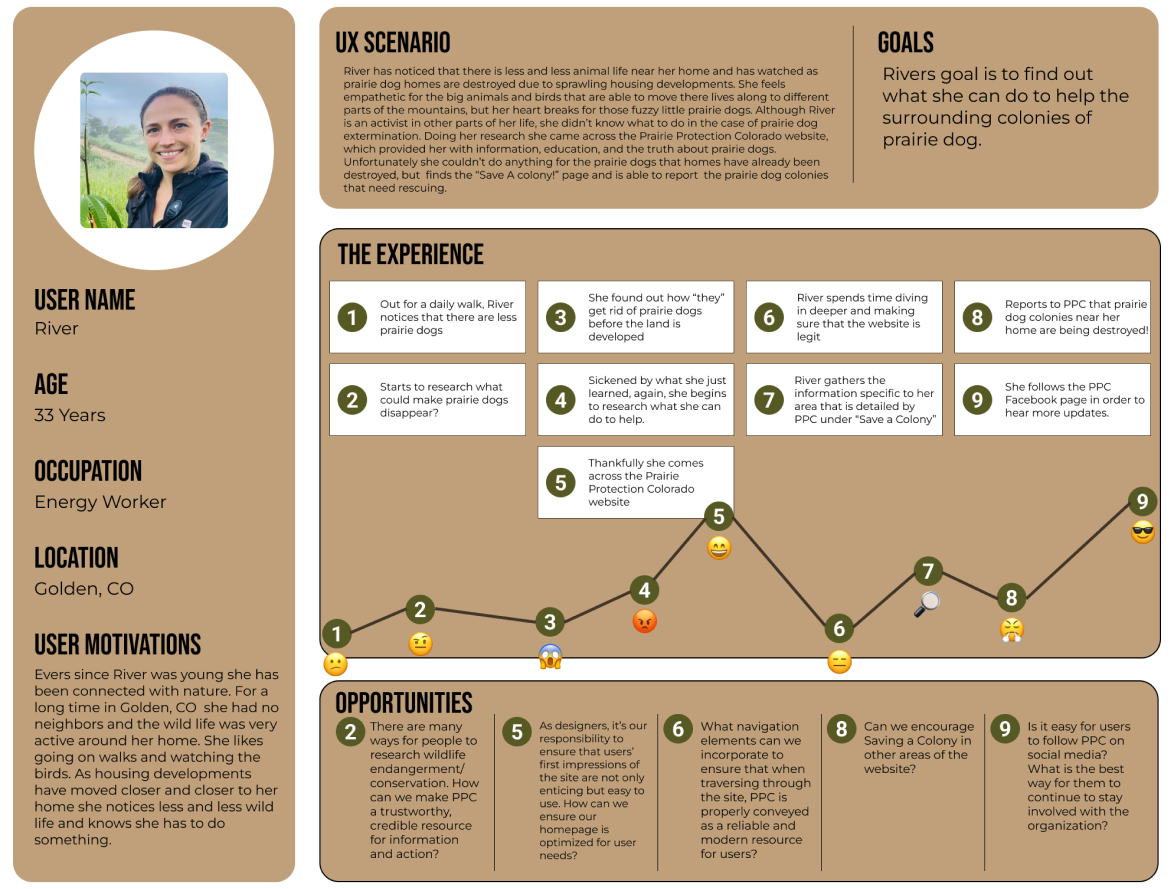 USER NAME
River
AGE
33 Years
OCCUPATION
Energy Worker
LOCATION
Golden, CO
USER MOTIVATIONS
Evers since River was young she has
been connected with nature. For a
long time in Golden, CO she had no
neighbors and the wild life was very
active around her home. She likes
going on walks and watching the
birds. As housing developments
have moved closer and closer to her
home she notices less and less wild
life and knows she has to do
something.
UX SCENARIO
River has noticed that there is less and less animal life near her home and has watched as
prairie dog homes are destroyed due to sprawling housing developments. She feels
empathetic for the big animals and birds that are able to move there lives along to different
parts of the mountains, but her heart breaks for those fuzzy little prairie dogs. Although River
is an activist in other parts of her life, she didn't know what to do in the case of prairie dog
extermination. Doing her research she came across the Prairie Protection Colorado website,
which provided her with information, education, and the truth about prairie dogs.
Unfortunately she couldn't do anything for the prairie dogs that homes have already been
destroyed, but finds the "Save A colony!" page and is able to report the prairie dog colonies
that need rescuing.
GOALS
Rivers goal is to find out
what she can do to help the
surrounding colonies of
prairie dog.
THE EXPERIENCE
1
Out for a daily walk, River
notices that there are less
prairie dogs
2
Starts to research what
could make prairie dogs
disappear?
3
She found out how "they"
get rid of prairie dogs
before the land is
developed
4
Sickened by what she just
learned, again, she begins
to research what she can
do to help.
5
Thankfully she comes
across the Prairie
Protection Colorado
website
6
River spends time diving
in deeper and making
sure that the website is
legit
7
River gathers the
information specific to her
area that is detailed by
PPC under "Save a Colony"
8
Reports to PPC that prairie
dog colonies near her
home are being destroyed!
9
She follows the PPC
Facebook page in order to
hear more updates.
1
2
3
4
5
6
7
8
9
OPPORTUNITIES
2
There are many
ways for people to
research wildlife
endangerment/
conservation. How
can we make PPC
a trustworthy,
credible resource
for information
and action?
5
As designers, it's our
responsibility to
ensure that users'
first impressions of
the site are not only
enticing but easy to
use. How can we
ensure our
homepage is
optimized for user
needs?
6
What navigation
elements can we
incorporate to
ensure that when
traversing through
the site, PPC is
properly conveyed
as a reliable and
modern resource
for users?
8
Can we encourage
Saving a Colony in
other areas of the
website?
9
Is it easy for users
to follow PPC on
social media?
What is the best
way for them to
continue to stay
involved with the
organization?